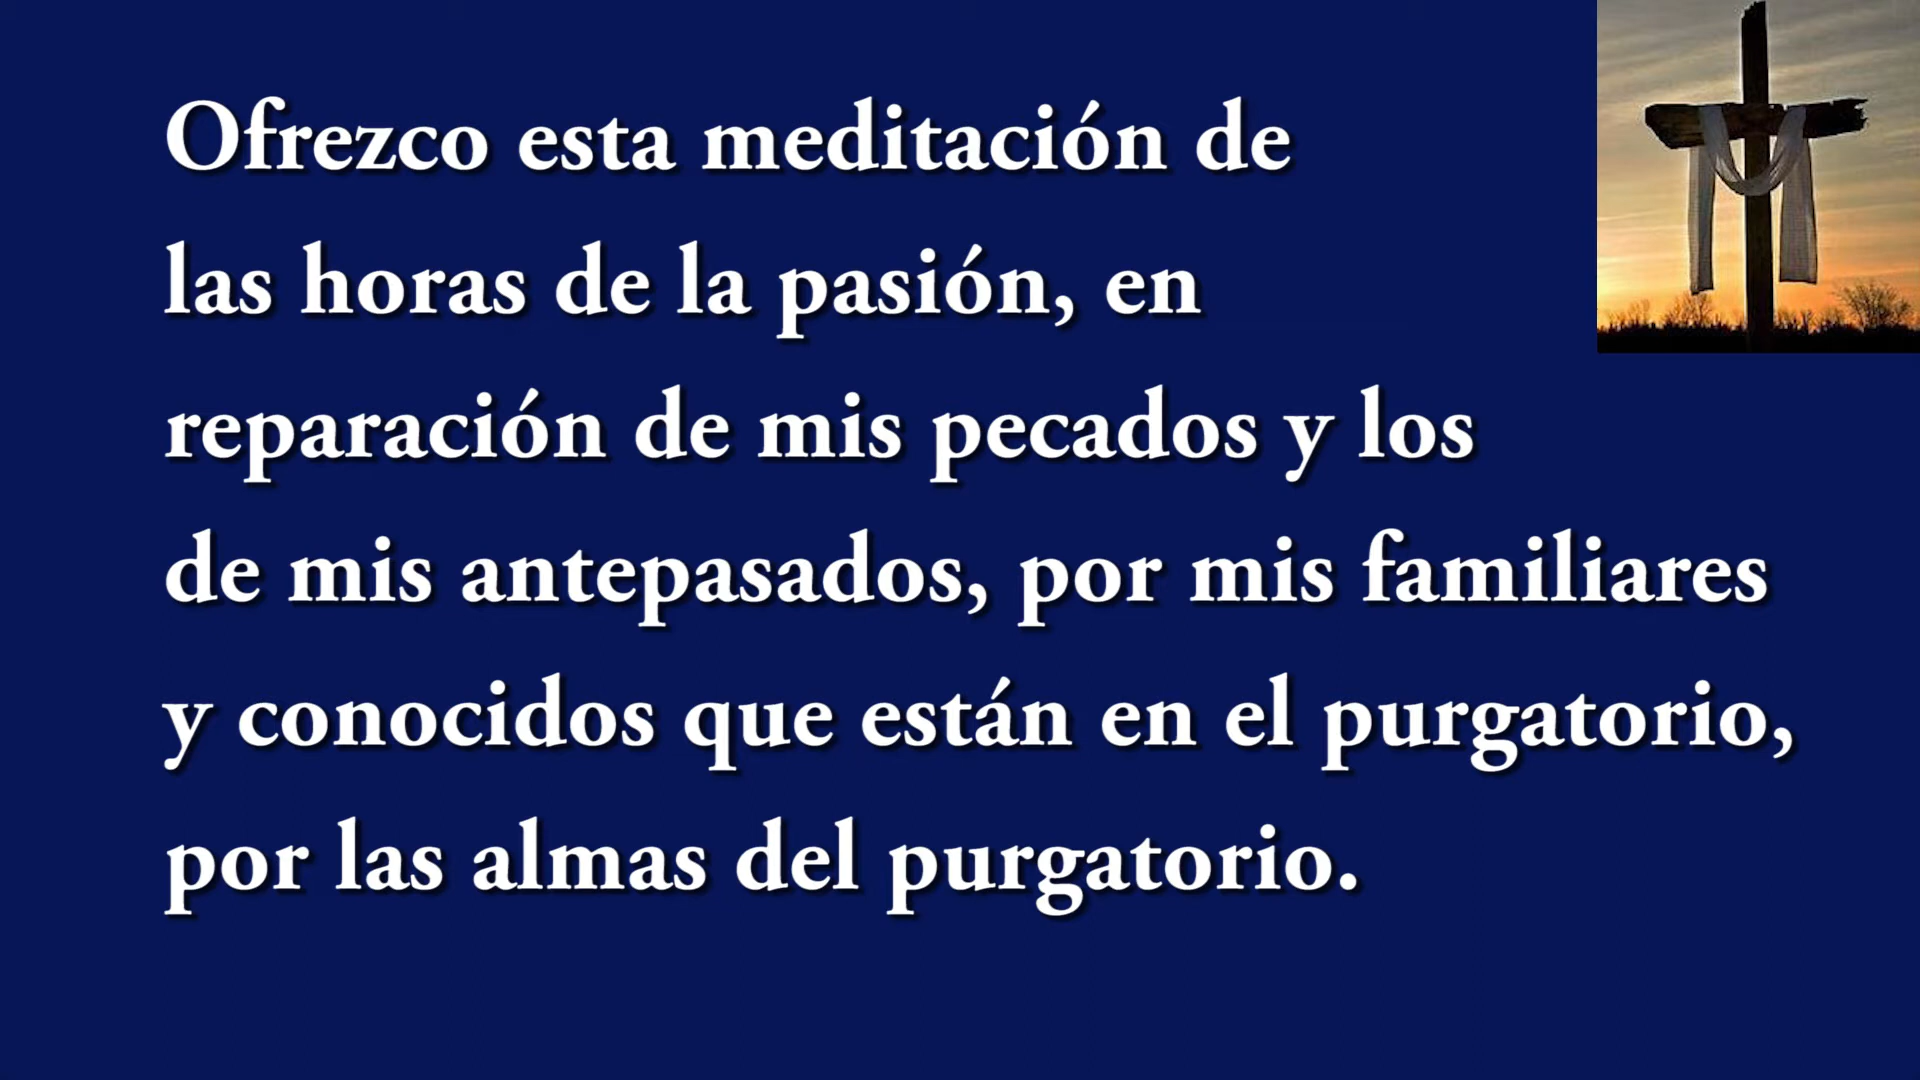 Ofrezco esta meditación de
las horas de la pasión, en
reparación de mis pecados y los
de mis antepasados, por mis familiares
y conocidos que están en el purgatorio,
por las almas del purgatorio.